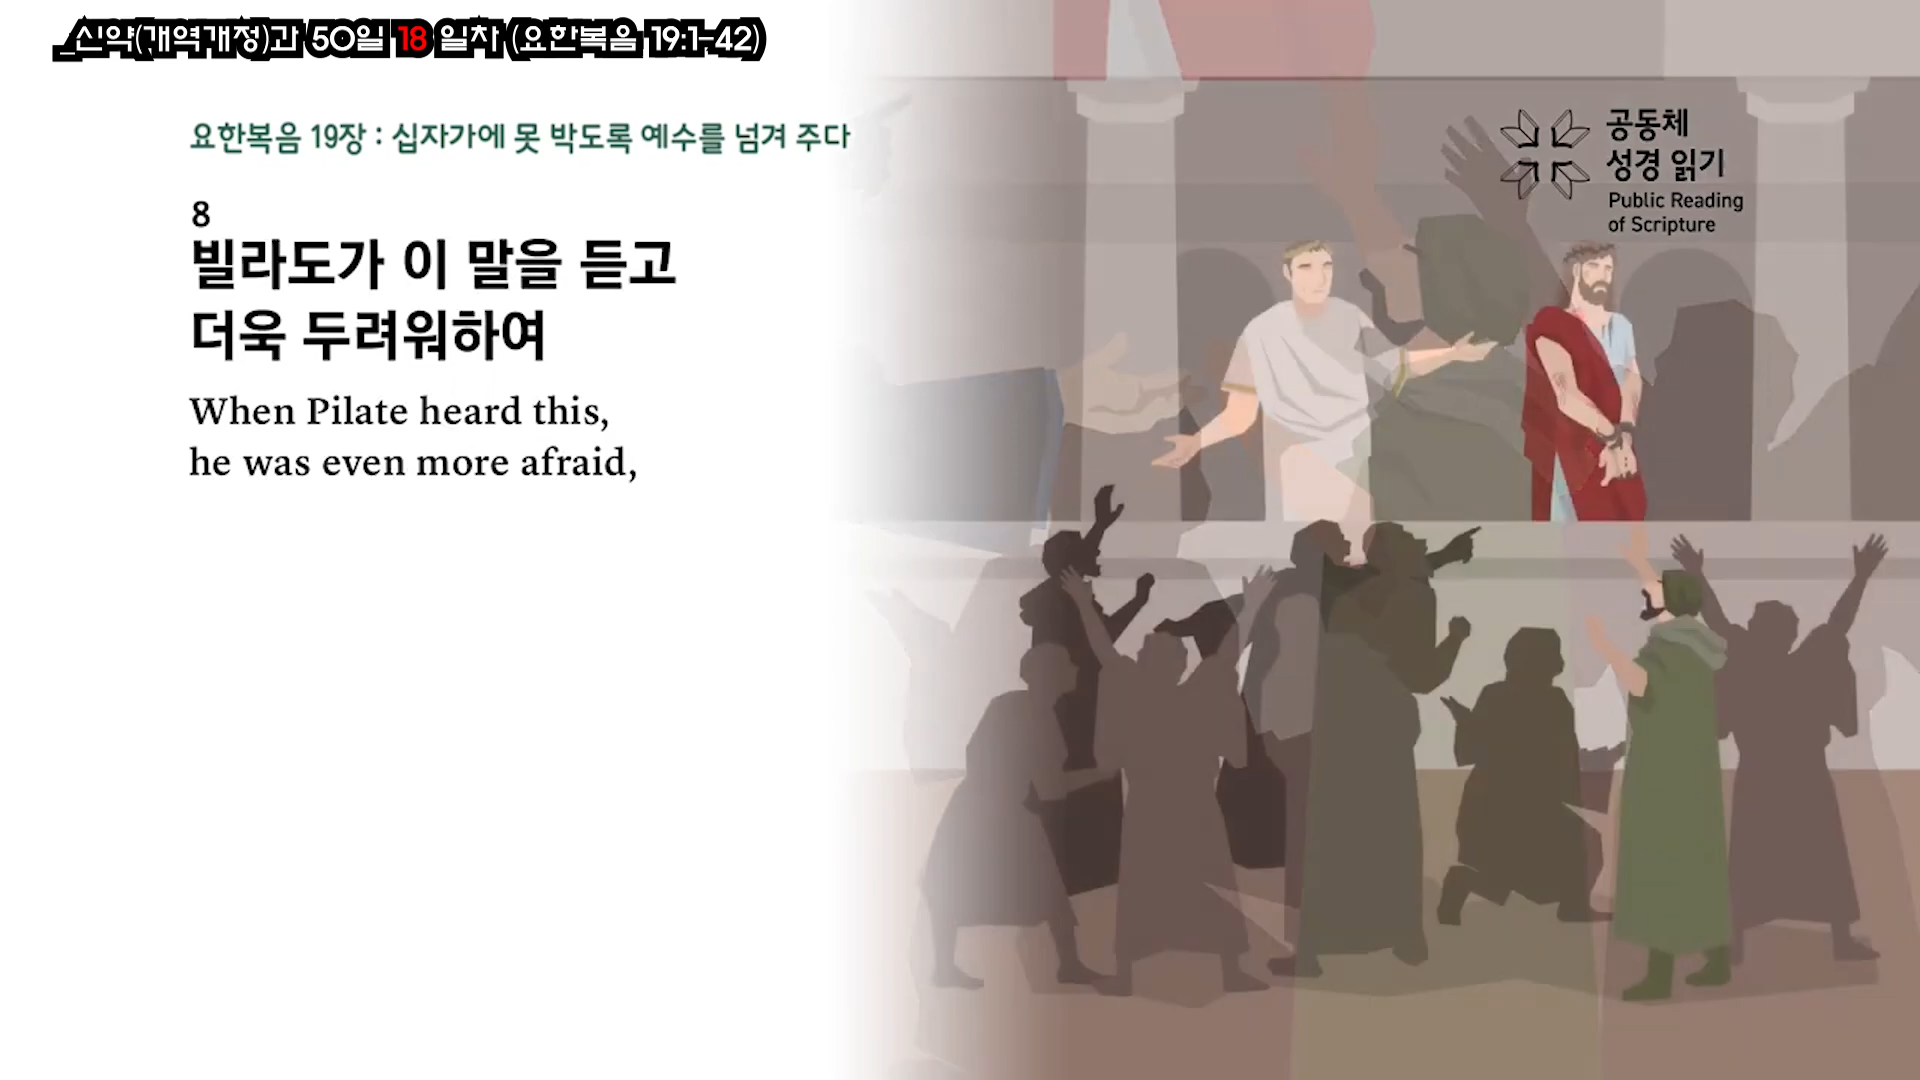 _신약(개역개정)과 50일 18 일차 (요한복음 19:1-42)
요한복음 19장 : 십자가에 못 박도록 예수를 넘겨 주다
8
빌라도가 이 말을 듣고
더욱 두려워하여
When Pilate heard this,
he was even more afraid,
공동체
성경 읽기
Public Reading
of Scripture